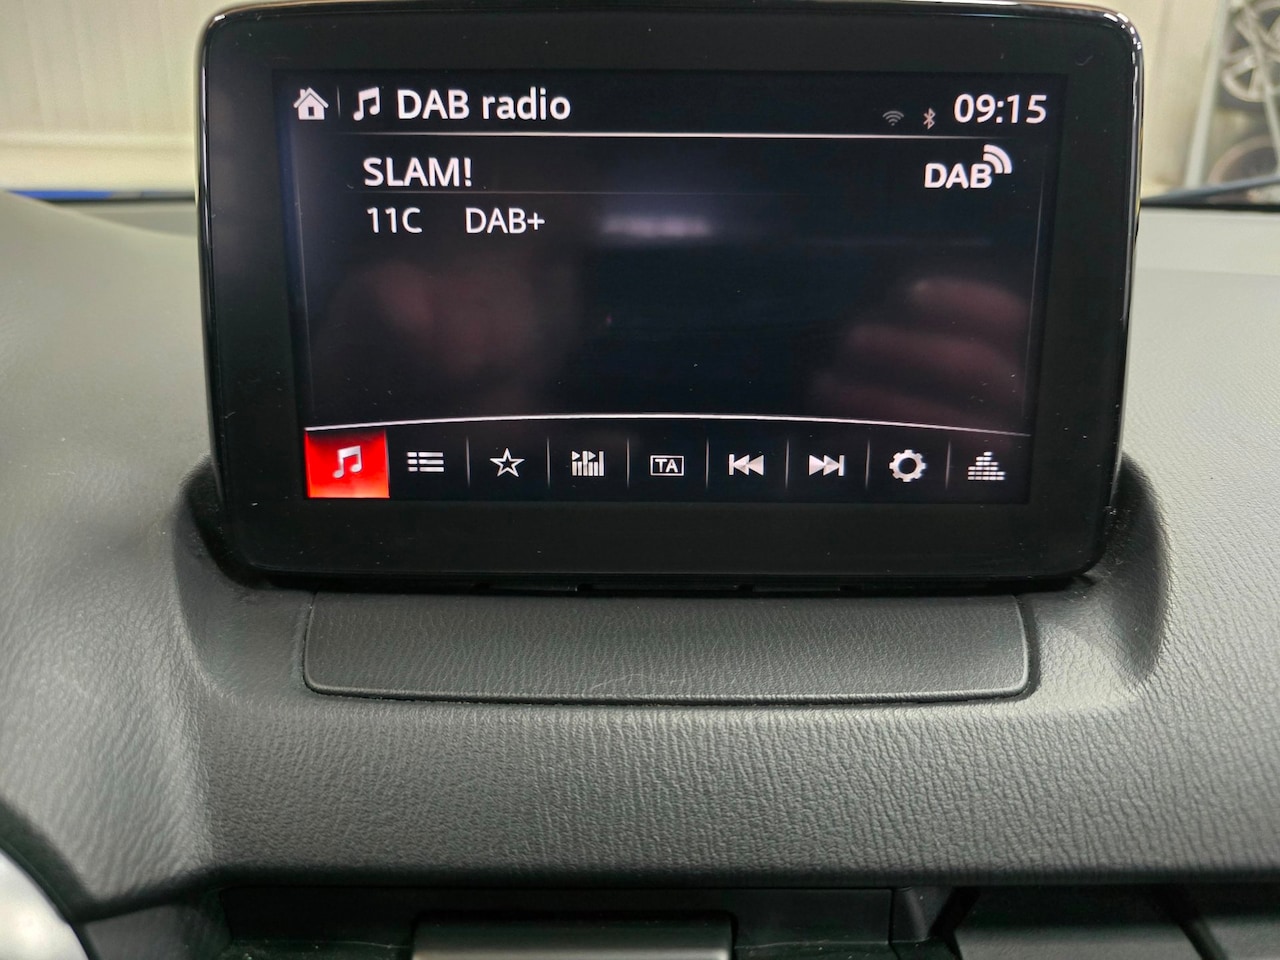 DAB radio 09:15
SLAM! DAB
11C DAB+
TA